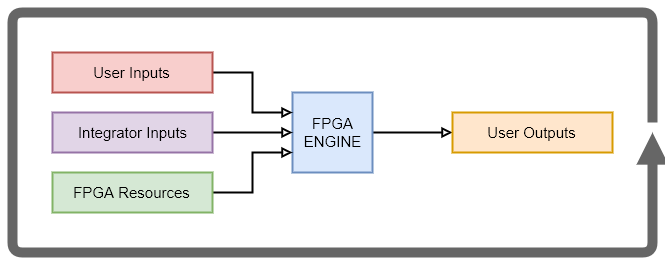 User Inputs
Integrator Inputs
FPGA Resources
FPGA
ENGINE
User Outputs